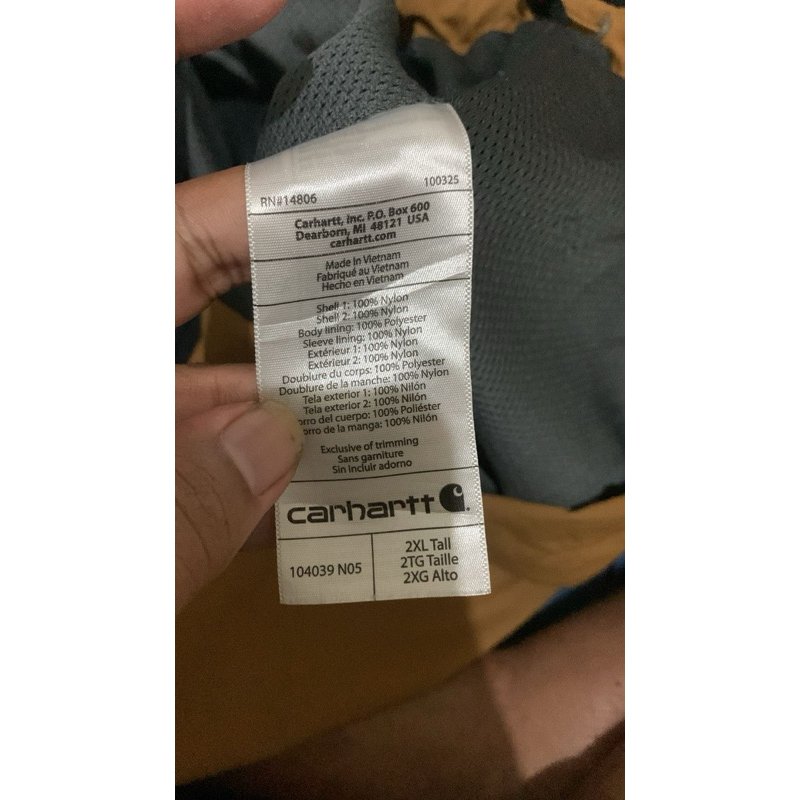 RN#14806 100325
Carhartt, Inc. P.O. Box 600
Dearborn, MI 48121 USA
carhartt.com
Made in Vietnam
Fabriqué au Vietnam
Hecho en Vietnam
Shell 1: 100% Nylon
Shell 2: 100% Nylon
Body lining: 100% Polyester
Sleeve lining: 100% Nylon
Extérieur 1: 100% Nylon
Extérieur 2: 100% Nylon
Doublure du corps: 100% Polyester
Doublure de la manche: 100% Nylon
Tela exterior 1: 100% Nilón
Tela exterior 2: 100% Nilón
orro del cuerpo: 100% Poliéster
orro de la manga: 100% Nilón
Exclusive of trimming
Sans garniture
Sin incluir adorno
carhartt
104039 N05
2XL Tall
2TG Taille
2XG Alto